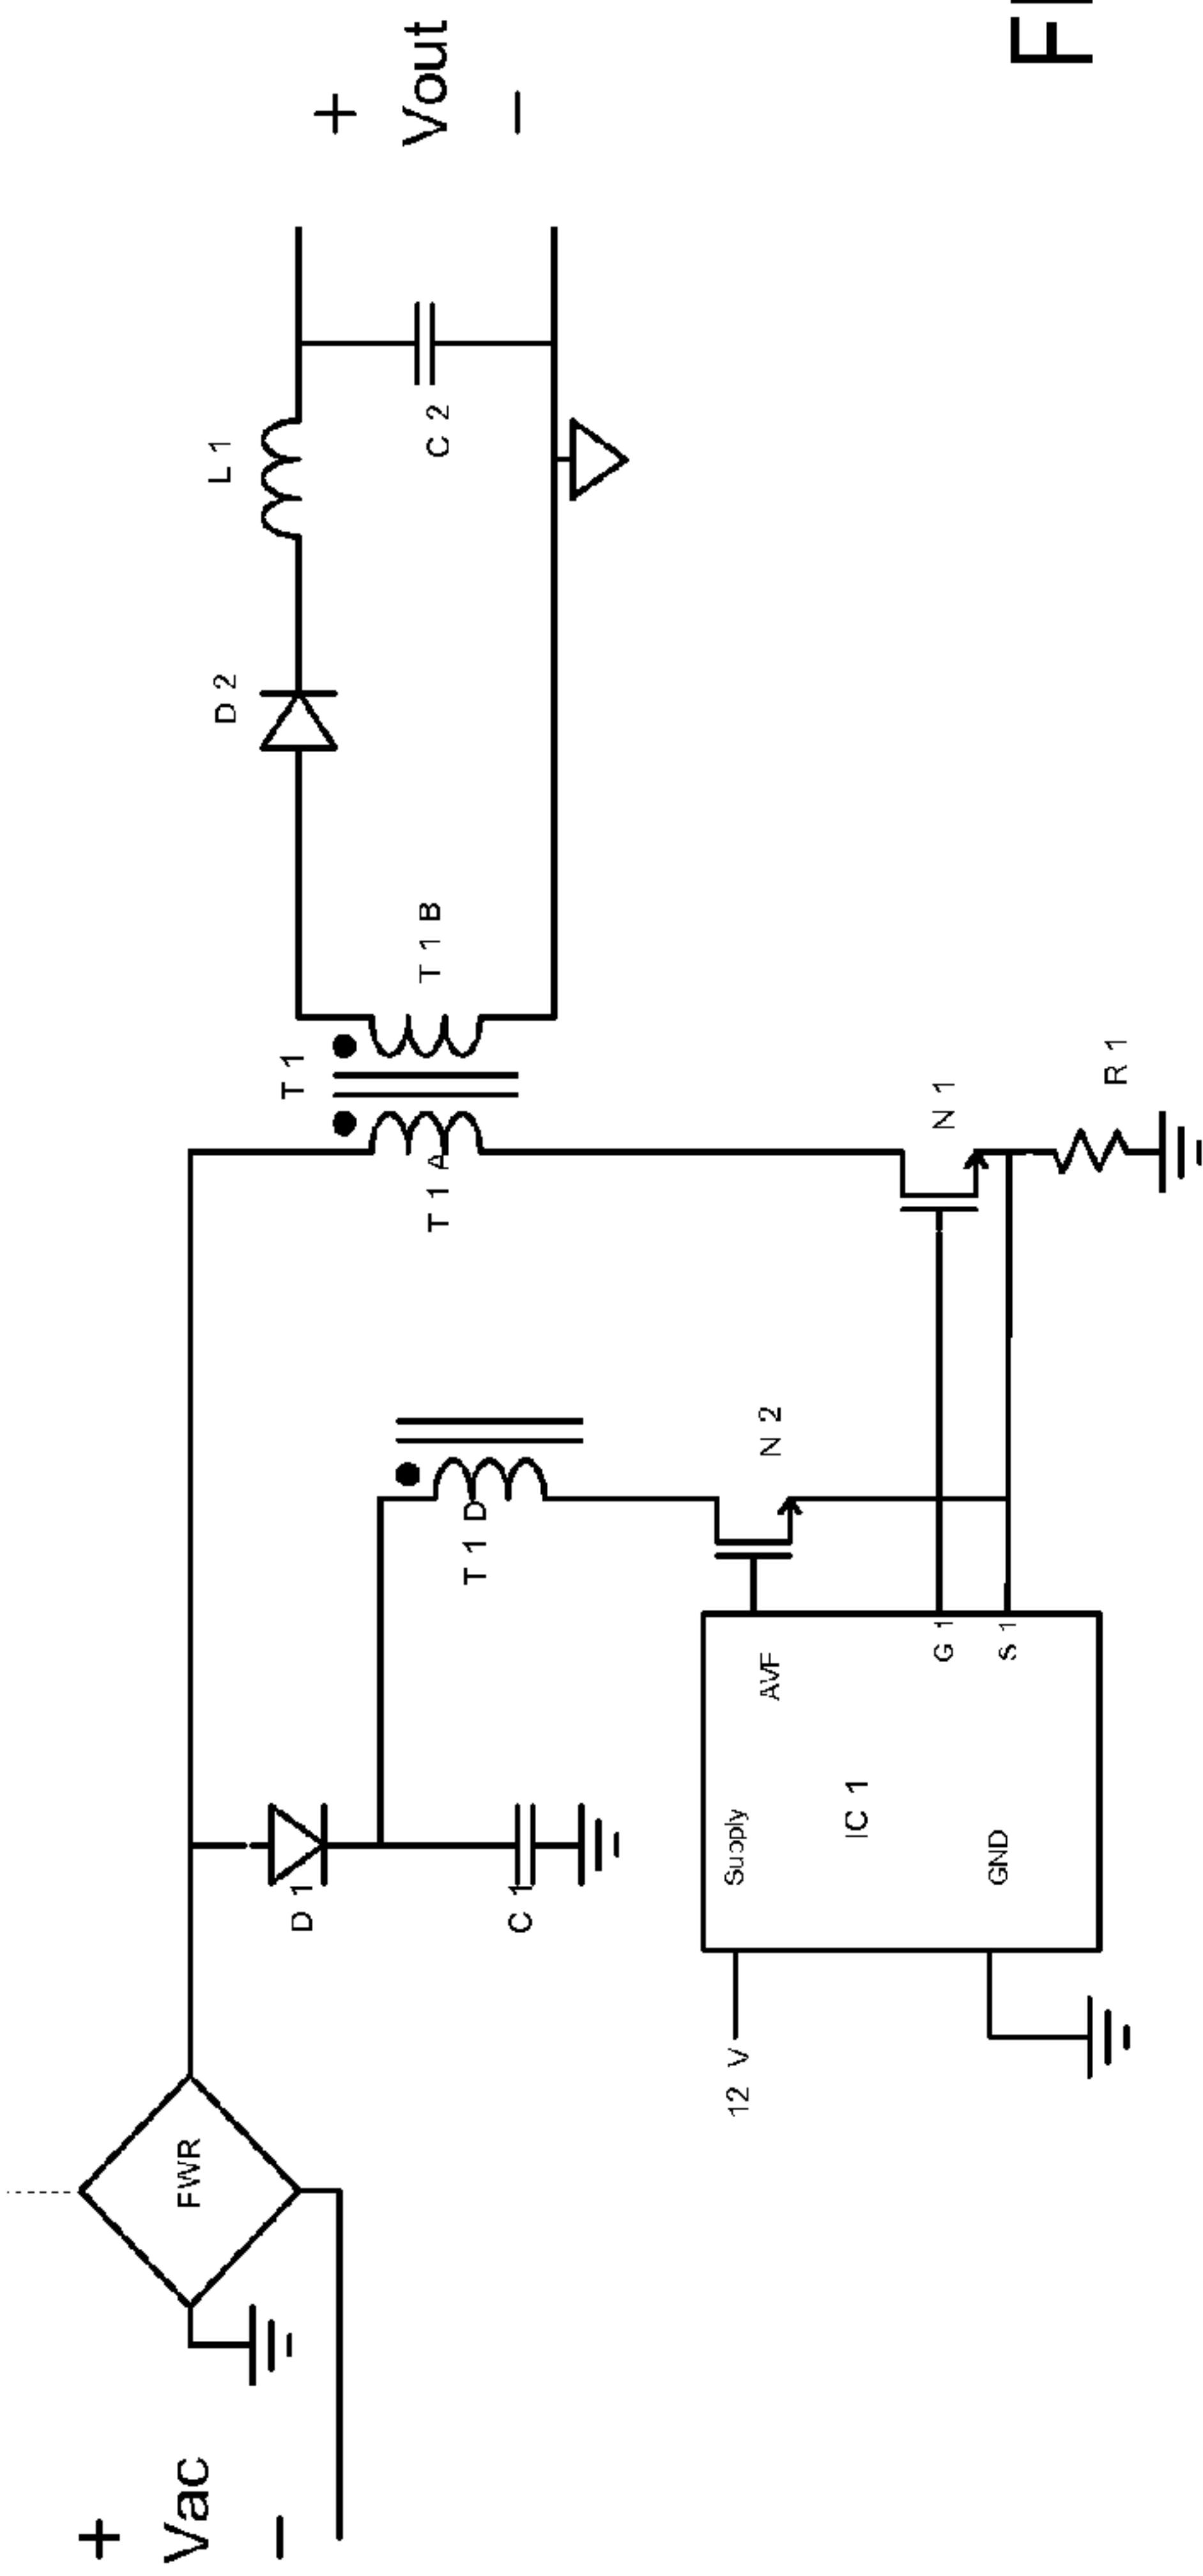 +
Vac
−
FWR
D 1
C 1
12 V
Supply
GND
IC 1
AVF
G 1
S 1
T 1 D
N 2
T 1
T 1 A
T 1 B
N 1
R 1
D 2
L 1
C 2
+
Vout
−